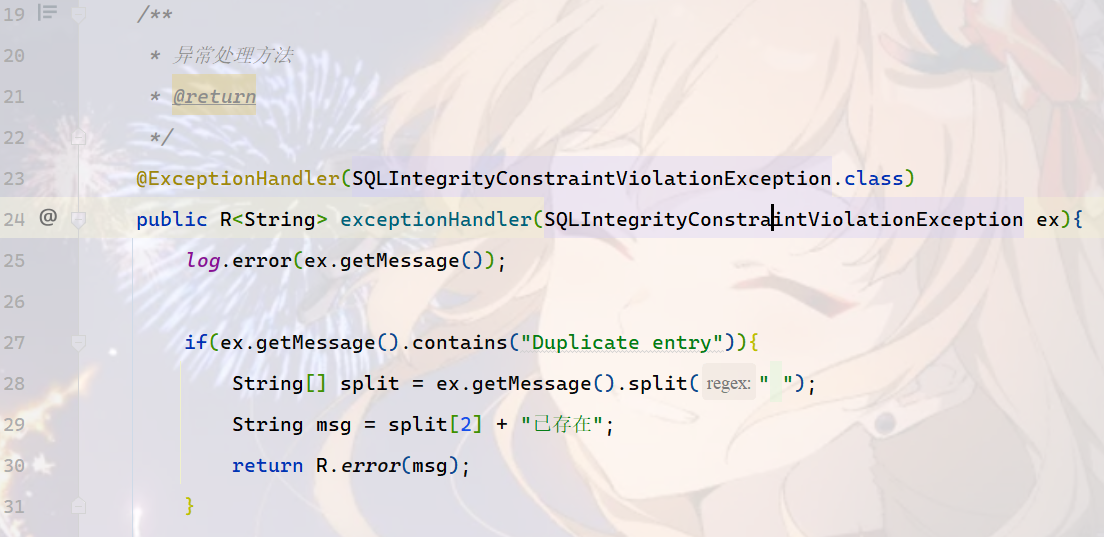 19 /**
20 * 异常处理方法
21 * @return
22 */
23 @ExceptionHandler(SQLIntegrityConstraintViolationException.class)
24 @ public R<String> exceptionHandler(SQLIntegrityConstraintViolationException ex){
25 log.error(ex.getMessage());
26
27 if(ex.getMessage().contains("Duplicate entry")){
28 String[] split = ex.getMessage().split( regex: " ");
29 String msg = split[2] + "已存在";
30 return R.error(msg);
31 }